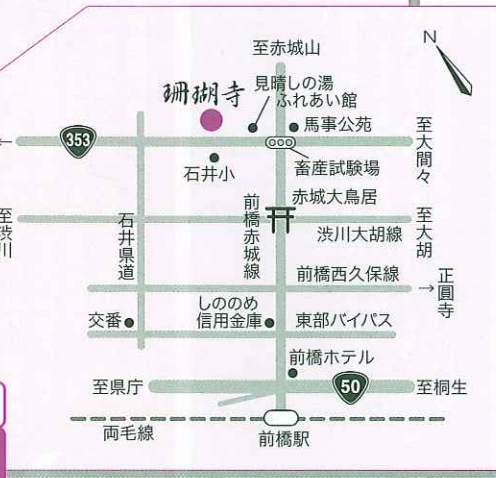 至赤城山
N
見晴しの湯
ふれあい館
珊瑚寺
馬事公苑
353
至大間々
石井小
畜産試験場
赤城大鳥居
前橋赤城線
石井県道
至渋川
至大胡
渋川大胡線
前橋西久保線
→正圓寺
しののめ
信用金庫
交番
東部バイパス
前橋ホテル
至県庁
50
至桐生
両毛線
前橋駅